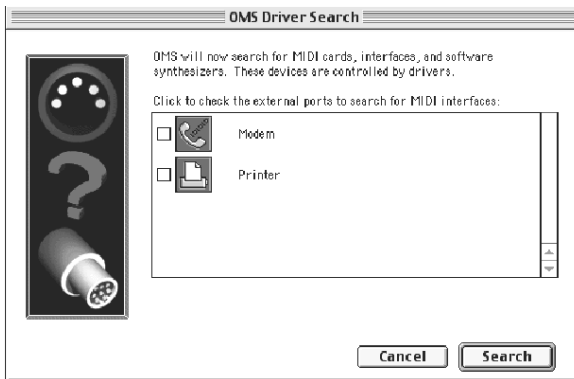 OMS Driver Search
OMS will now search for MIDI cards, interfaces, and software
synthesizers. These devices are controlled by drivers.
Click to check the external ports to search for MIDI interfaces:
Modem
Printer
Cancel Search